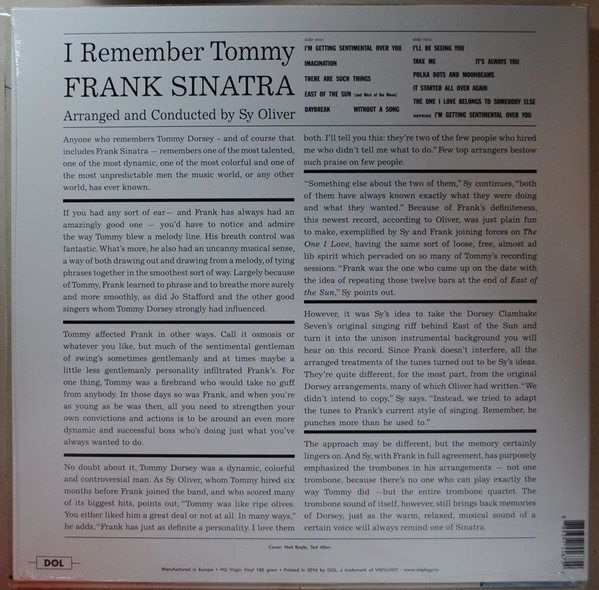 I Remember Tommy
FRANK SINATRA
Arranged and Conducted by Sy Oliver
side one
I'M GETTING SENTIMENTAL OVER YOU
IMAGINATION
THERE ARE SUCH THINGS
EAST OF THE SUN (and West of the Moon)
DAYBREAK WITHOUT A SONG
side two
I'LL BE SEEING YOU
TAKE ME IT'S ALWAYS YOU
POLKA DOTS AND MOONBEAMS
IT STARTED ALL OVER AGAIN
THE ONE I LOVE BELONGS TO SOMEBODY ELSE
REPRISE I'M GETTING SENTIMENTAL OVER YOU
Anyone who remembers Tommy Dorsey - and of course that
includes Frank Sinatra — remembers one of the most talented,
one of the most dynamic, one of the most colorful and one of
the most unpredictable men the music world, or any other
world, has ever known.
If you had any sort of ear— and Frank has always had an
amazingly good one — you'd have to notice and admire
the way Tommy blew a melody line. His breath control was
fantastic. What's more, he also had an uncanny musical sense,
a way of both drawing out and drawing from a melody, of tying
phrases together in the smoothest sort of way. Largely because
of Tommy, Frank learned to phrase and to breathe more surely
and more smoothly, as did Jo Stafford and the other good
singers whom Tommy Dorsey strongly had influenced.
Tommy affected Frank in other ways. Call it osmosis or
whatever you like, but much of the sentimental gentleman
of swing's sometimes gentlemanly and at times maybe a
little less gentlemanly personality infiltrated Frank's. For
one thing, Tommy was a firebrand who would take no guff
from anybody. In those days so was Frank, and when you're
as young as he was then, all you need to strengthen your
own convictions and actions is to be around an even more
dynamic and successful boss who's doing just what you've
always wanted to do.
No doubt about it, Tommy Dorsey was a dynamic, colorful
and controversial man. As Sy Oliver, whom Tommy hired six
months before Frank joined the band, and who scored many
of its biggest hits, points out, "Tommy was like ripe olives.
You either liked him a great deal or not at all. In many ways,"
he adds, "Frank has just as definite a personality. I love them
both. I'll tell you this: they're two of the few people who hired
me who didn't tell me what to do." Few top arrangers bestow
such praise on few people.
"Something else about the two of them," Sy continues, "both
of them have always known exactly what they were doing
and what they wanted." Because of Frank's definiteness,
this newest record, according to Oliver, was just plain fun
to make, exemplified by Sy and Frank joining forces on The
One I Love, having the same sort of loose, free, almost ad
lib spirit which pervaded on so many of Tommy's recording
sessions. "Frank was the one who came up on the date with
the idea of repeating those twelve bars at the end of East of
the Sun," Sy points out.
However, it was Sy's idea to take the Dorsey Clambake
Seven's original singing riff behind East of the Sun and
turn it into the unison instrumental background you will
hear on this record. Since Frank doesn't interfere, all the
arranged treatments of the tunes turned out to be Sy's ideas.
They're quite different, for the most part, from the original
Dorsey arrangements, many of which Oliver had written. "We
didn't intend to copy," Sy says. "Instead, we tried to adapt
the tunes to Frank's current style of singing. Remember, he
punches more than he used to."
The approach may be different, but the memory certainly
lingers on. And Sy, with Frank in full agreement, has purposely
emphasized the trombones in his arrangements — not one
trombone, because there's no one who can play exactly the
way Tommy did —but the entire trombone quartet. The
trombone sound of itself, however, still brings back memories
of Dorsey, just as the warm, relaxed, musical sound of a
certain voice will always remind one of Sinatra.
Cover: Neil Boyle, Ted Allen
DOL
Manufactured in Europe • HQ Virgin Vinyl 180 gram • Printed in 2016 by DOL, a trademark of VINYLOGY - www.vinylogy.ru